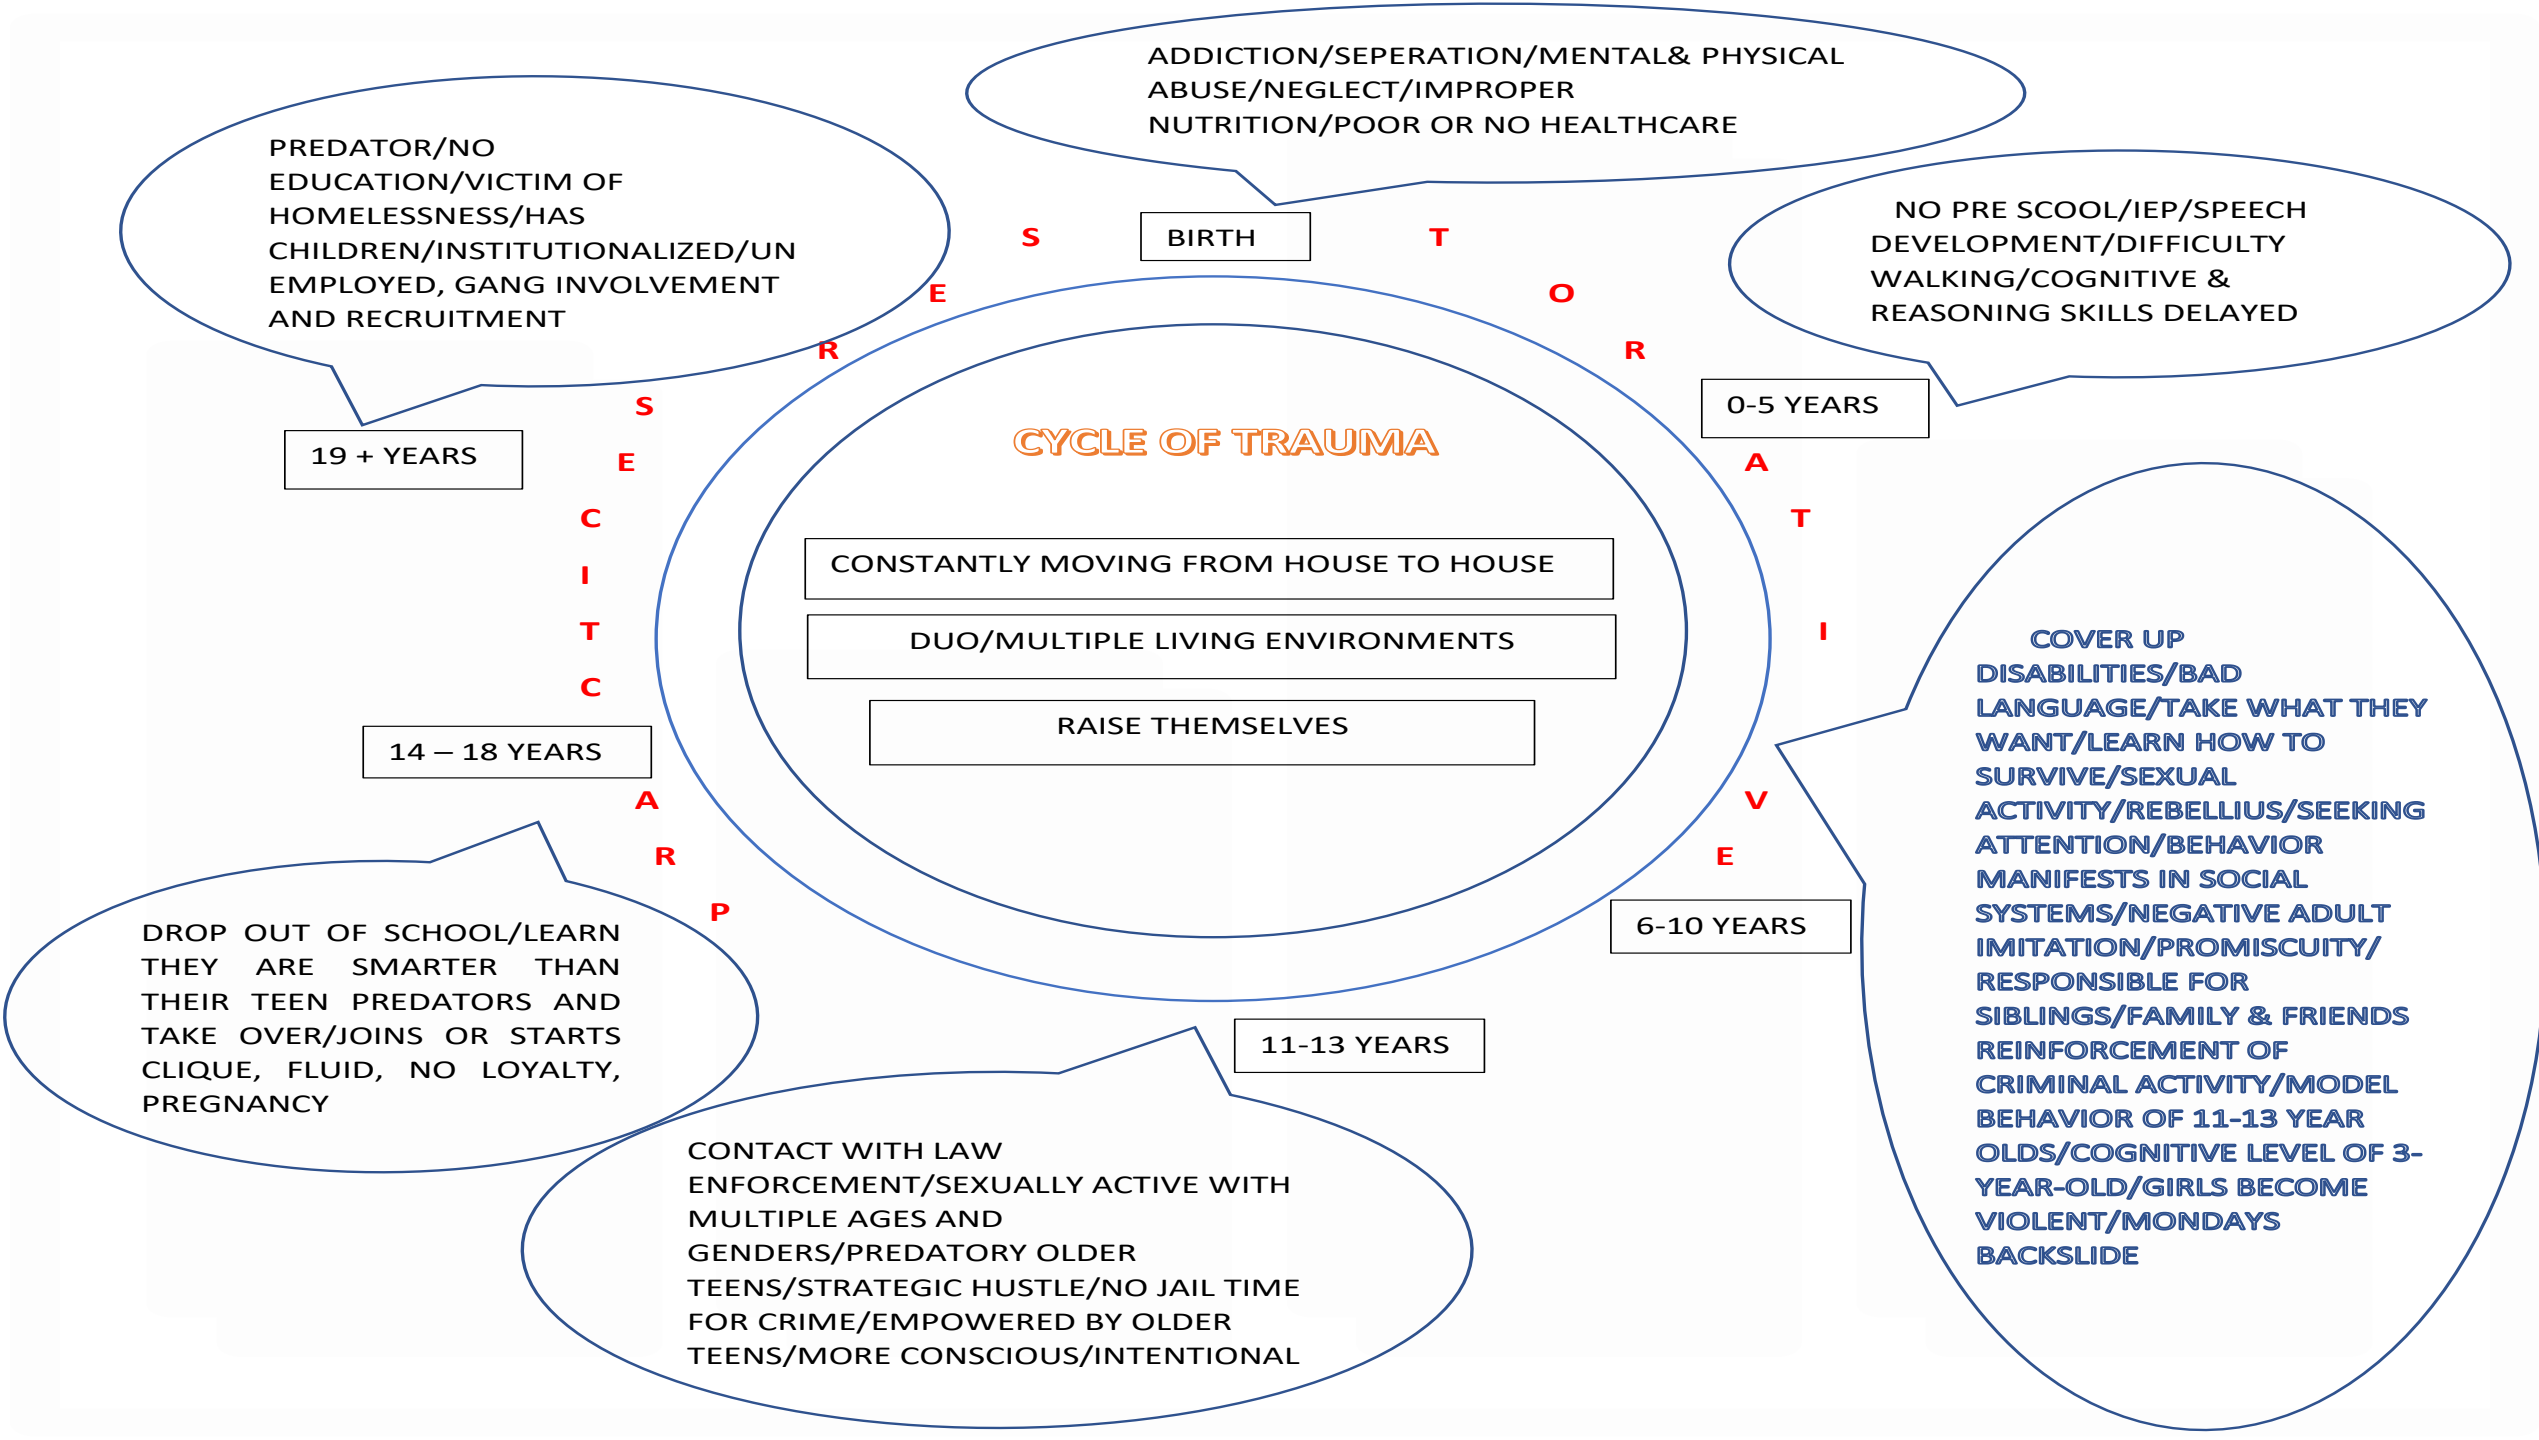 ADDICTION/SEPERATION/MENTAL& PHYSICAL
ABUSE/NEGLECT/IMPROPER
NUTRITION/POOR OR NO HEALTHCARE
PREDATOR/NO
EDUCATION/VICTIM OF
HOMELESSNESS/HAS
CHILDREN/INSTITUTIONALIZED/UN
EMPLOYED, GANG INVOLVEMENT
AND RECRUITMENT
NO PRE SCOOL/IEP/SPEECH
DEVELOPMENT/DIFFICULTY
WALKING/COGNITIVE &
REASONING SKILLS DELAYED
BIRTH
0-5 YEARS
19 + YEARS
RESTORATIVE
PRACTICES
CYCLE OF TRAUMA
CONSTANTLY MOVING FROM HOUSE TO HOUSE
DUO/MULTIPLE LIVING ENVIRONMENTS
RAISE THEMSELVES
COVER UP
DISABILITIES/BAD
LANGUAGE/TAKE WHAT THEY
WANT/LEARN HOW TO
SURVIVE/SEXUAL
ACTIVITY/REBELLIUS/SEEKING
ATTENTION/BEHAVIOR
MANIFESTS IN SOCIAL
SYSTEMS/NEGATIVE ADULT
IMITATION/PROMISCUITY/
RESPONSIBLE FOR
SIBLINGS/FAMILY & FRIENDS
REINFORCEMENT OF
CRIMINAL ACTIVITY/MODEL
BEHAVIOR OF 11-13 YEAR
OLDS/COGNITIVE LEVEL OF 3-
YEAR-OLD/GIRLS BECOME
VIOLENT/MONDAYS
BACKSLIDE
14 – 18 YEARS
6-10 YEARS
11-13 YEARS
DROP OUT OF SCHOOL/LEARN
THEY ARE SMARTER THAN
THEIR TEEN PREDATORS AND
TAKE OVER/JOINS OR STARTS
CLIQUE, FLUID, NO LOYALTY,
PREGNANCY
CONTACT WITH LAW
ENFORCEMENT/SEXUALLY ACTIVE WITH
MULTIPLE AGES AND
GENDERS/PREDATORY OLDER
TEENS/STRATEGIC HUSTLE/NO JAIL TIME
FOR CRIME/EMPOWERED BY OLDER
TEENS/MORE CONSCIOUS/INTENTIONAL